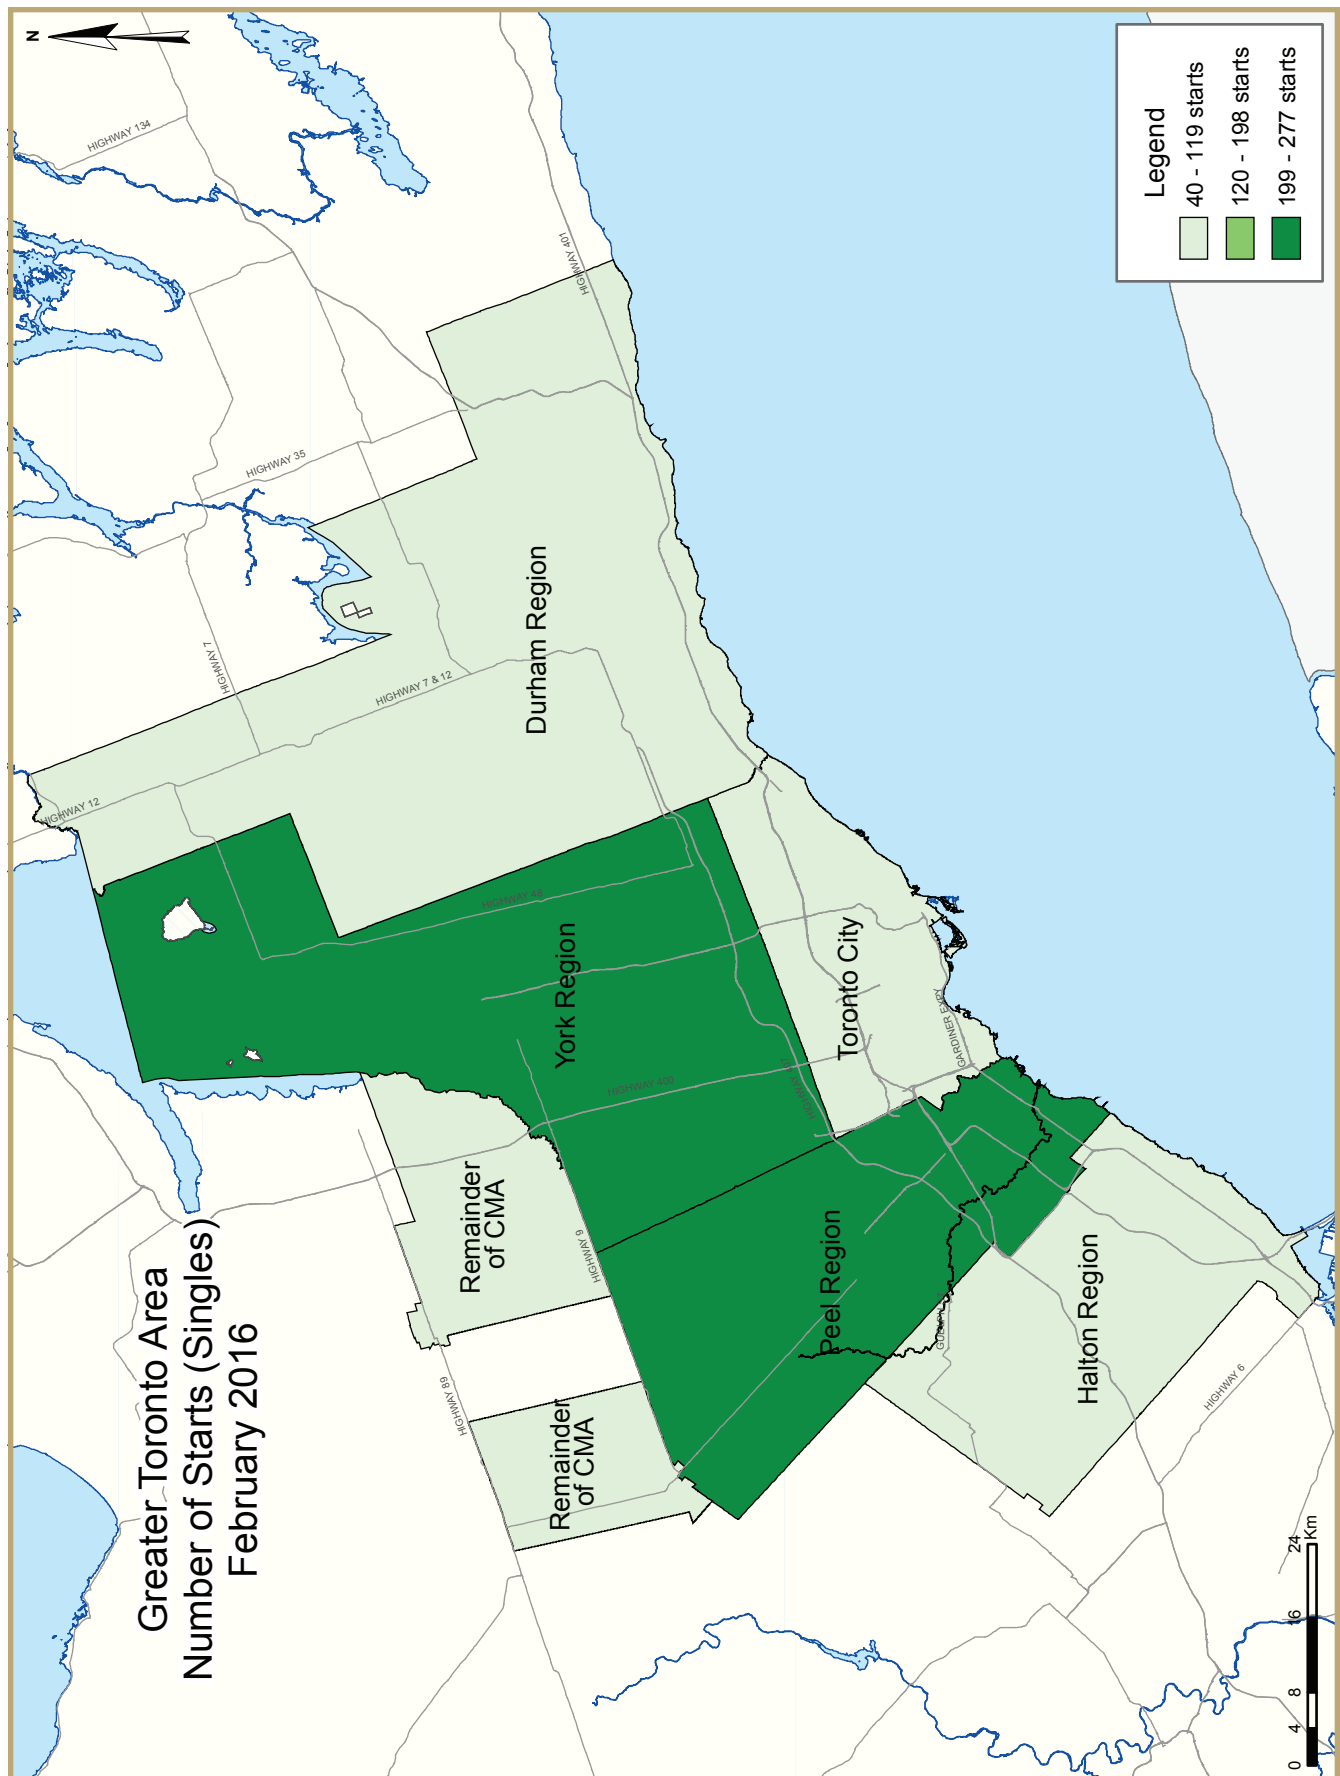 Greater Toronto Area
Number of Starts (Singles)
February 2016
N
HIGHWAY 134
HIGHWAY 401
HIGHWAY 35
HIGHWAY 7
HIGHWAY 7 & 12
HIGHWAY 12
HIGHWAY 48
HIGHWAY 400
HIGHWAY 9
HIGHWAY 89
HIGHWAY 6
GARDINER EXPY
Durham Region
York Region
Toronto City
Peel Region
Halton Region
Remainder
of CMA
Remainder
of CMA
Legend
40 - 119 starts
120 - 198 starts
199 - 277 starts
0 4 8 16 24
Km